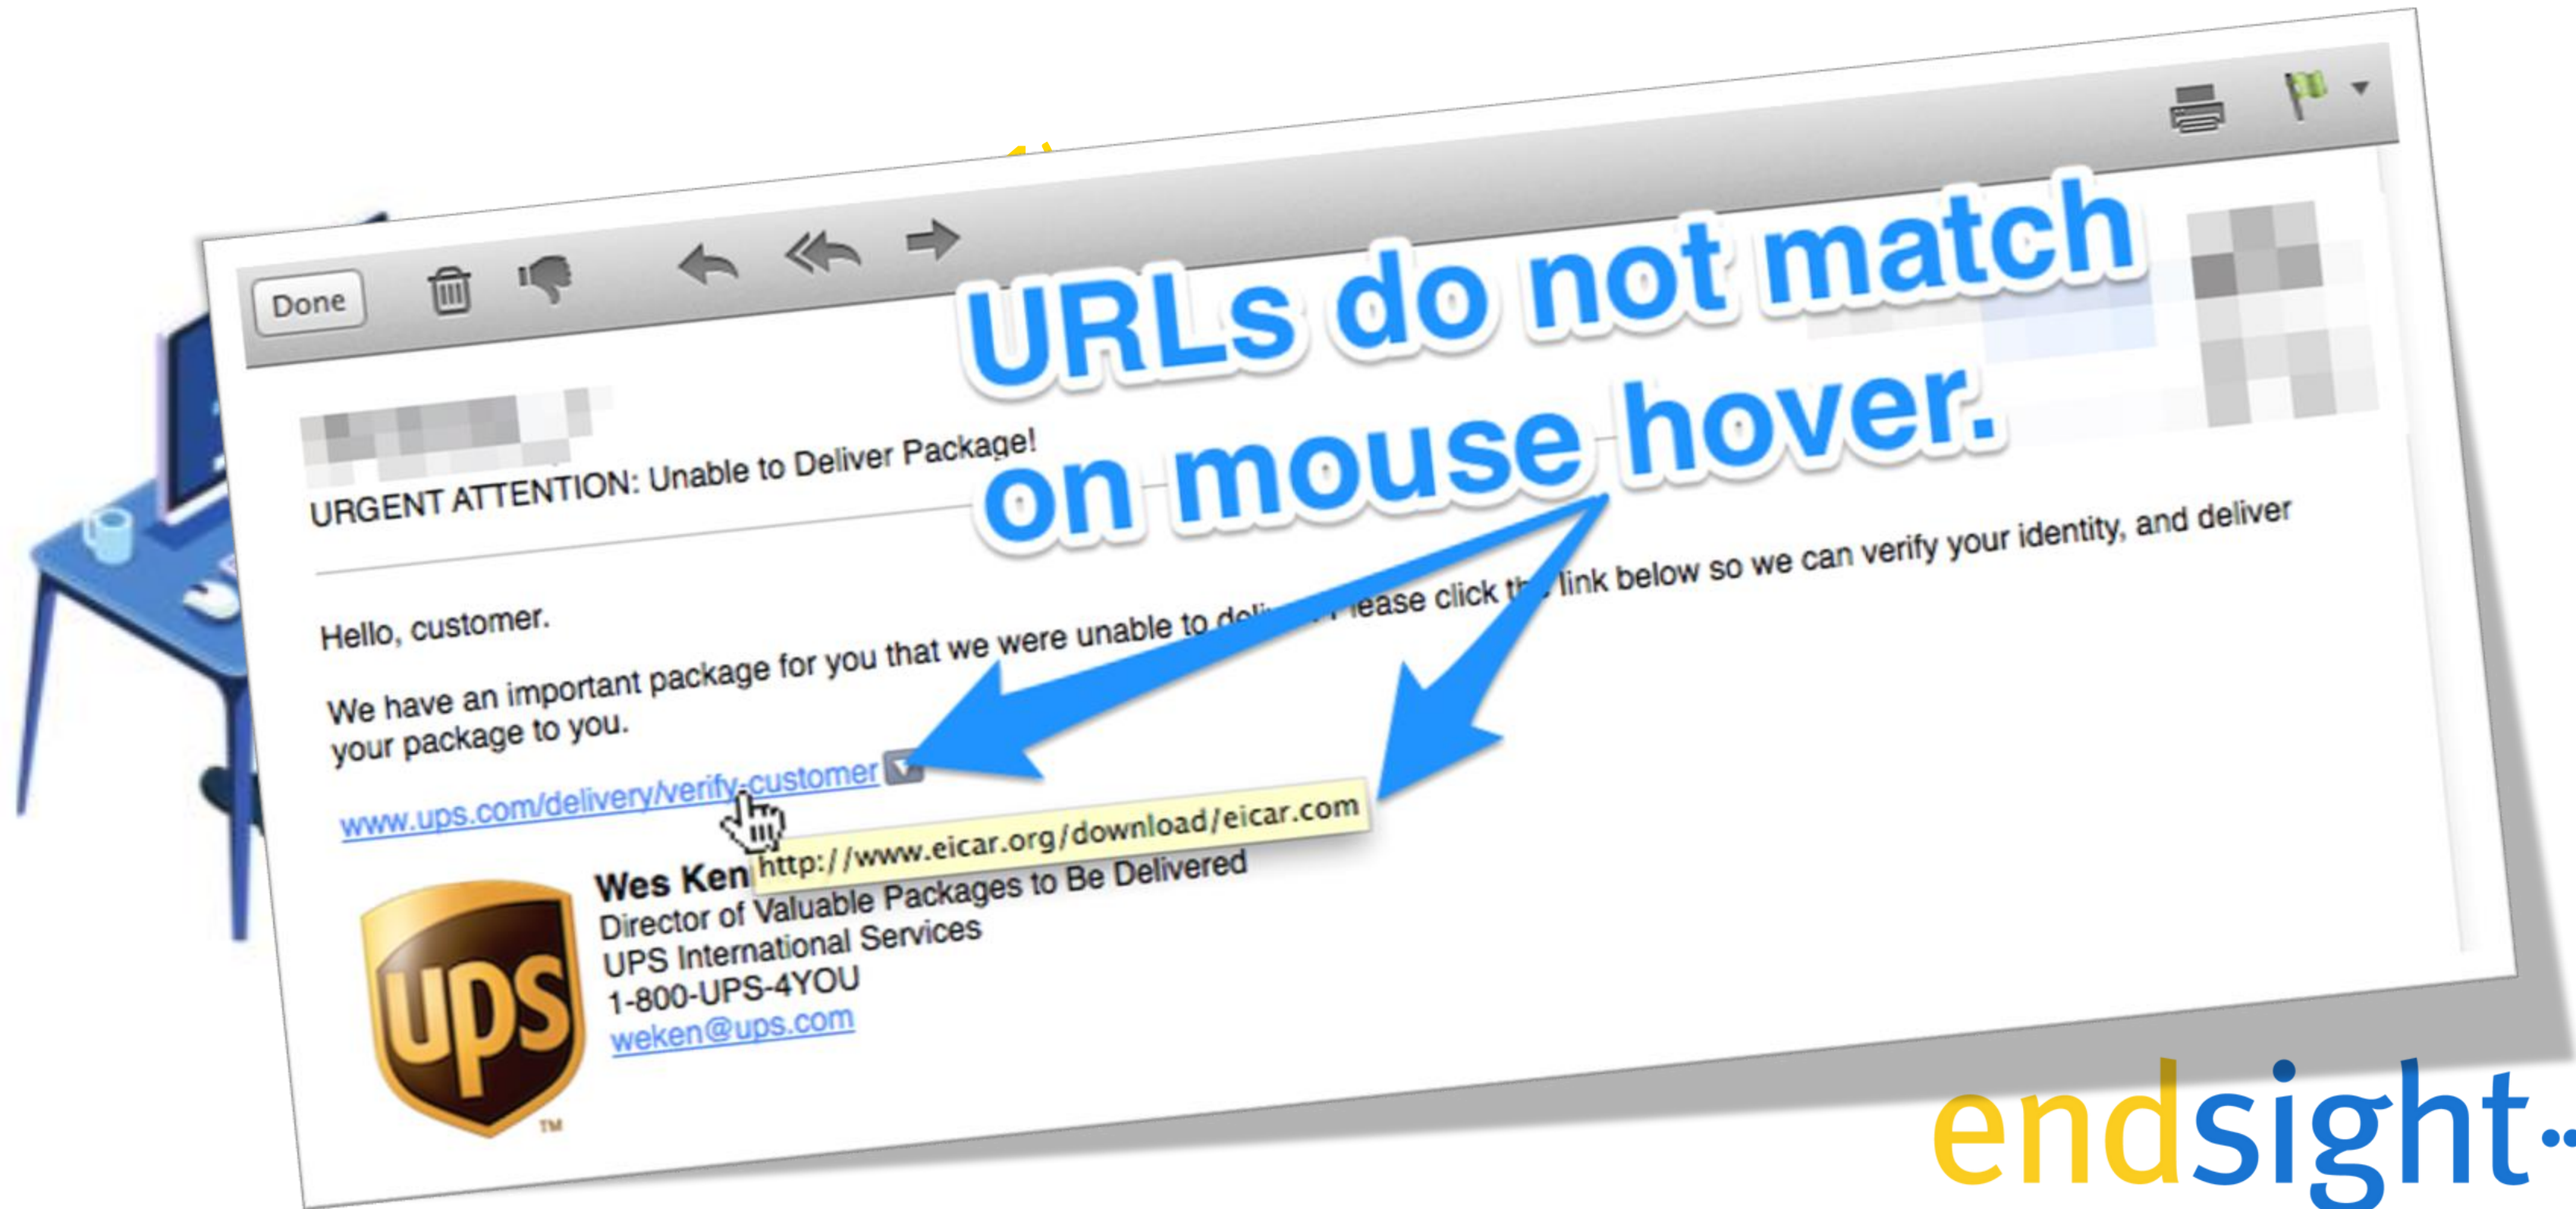 Done
URLs do not match
on mouse hover.
URGENT ATTENTION: Unable to Deliver Package!
Hello, customer.
We have an important package for you that we were unable to please click the link below so we can verify your identity, and deliver
your package to you.
www.ups.com/delivery/verify-customer
http://www.eicar.org/download/eicar.com
Wes Ken
Director of Valuable Packages to Be Delivered
UPS International Services
1-800-UPS-4YOU
weken@ups.com
ups
TM
endsight